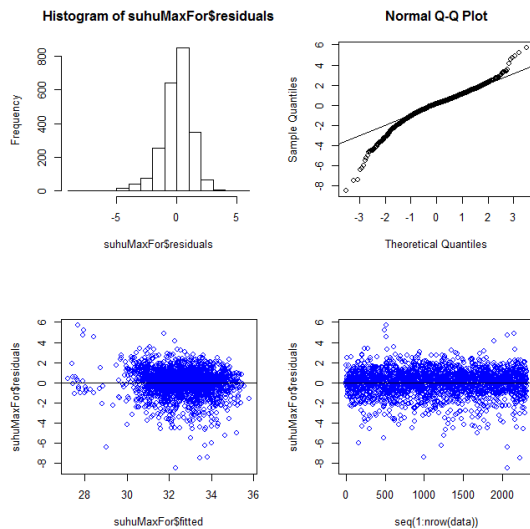 Histogram of suhuMaxFor$residuals
Frequency
0 200 400 600 800
-5 0 5
suhuMaxFor$residuals
Normal Q-Q Plot
Sample Quantiles
-8 -6 -4 -2 0 2 4 6
-3 -2 -1 0 1 2 3
Theoretical Quantiles
suhuMaxFor$residuals
-8 -6 -4 -2 0 2 4 6
28 30 32 34 36
suhuMaxFor$fitted
suhuMaxFor$residuals
-8 -6 -4 -2 0 2 4 6
0 500 1000 1500 2000
seq(1:nrow(data))